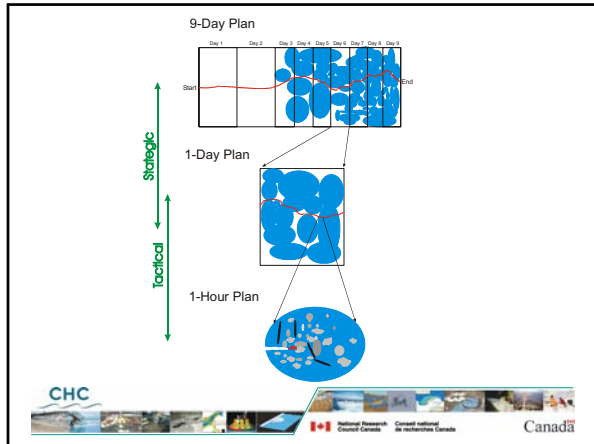 9-Day Plan
Day 1 Day 2 Day 3 Day 4 Day 5 Day 6 Day 7 Day 8 Day 9
Start
End
1-Day Plan
Stategic
Tactical
1-Hour Plan
CHC
National Research Council Canada
Conseil national de recherches Canada
Canada